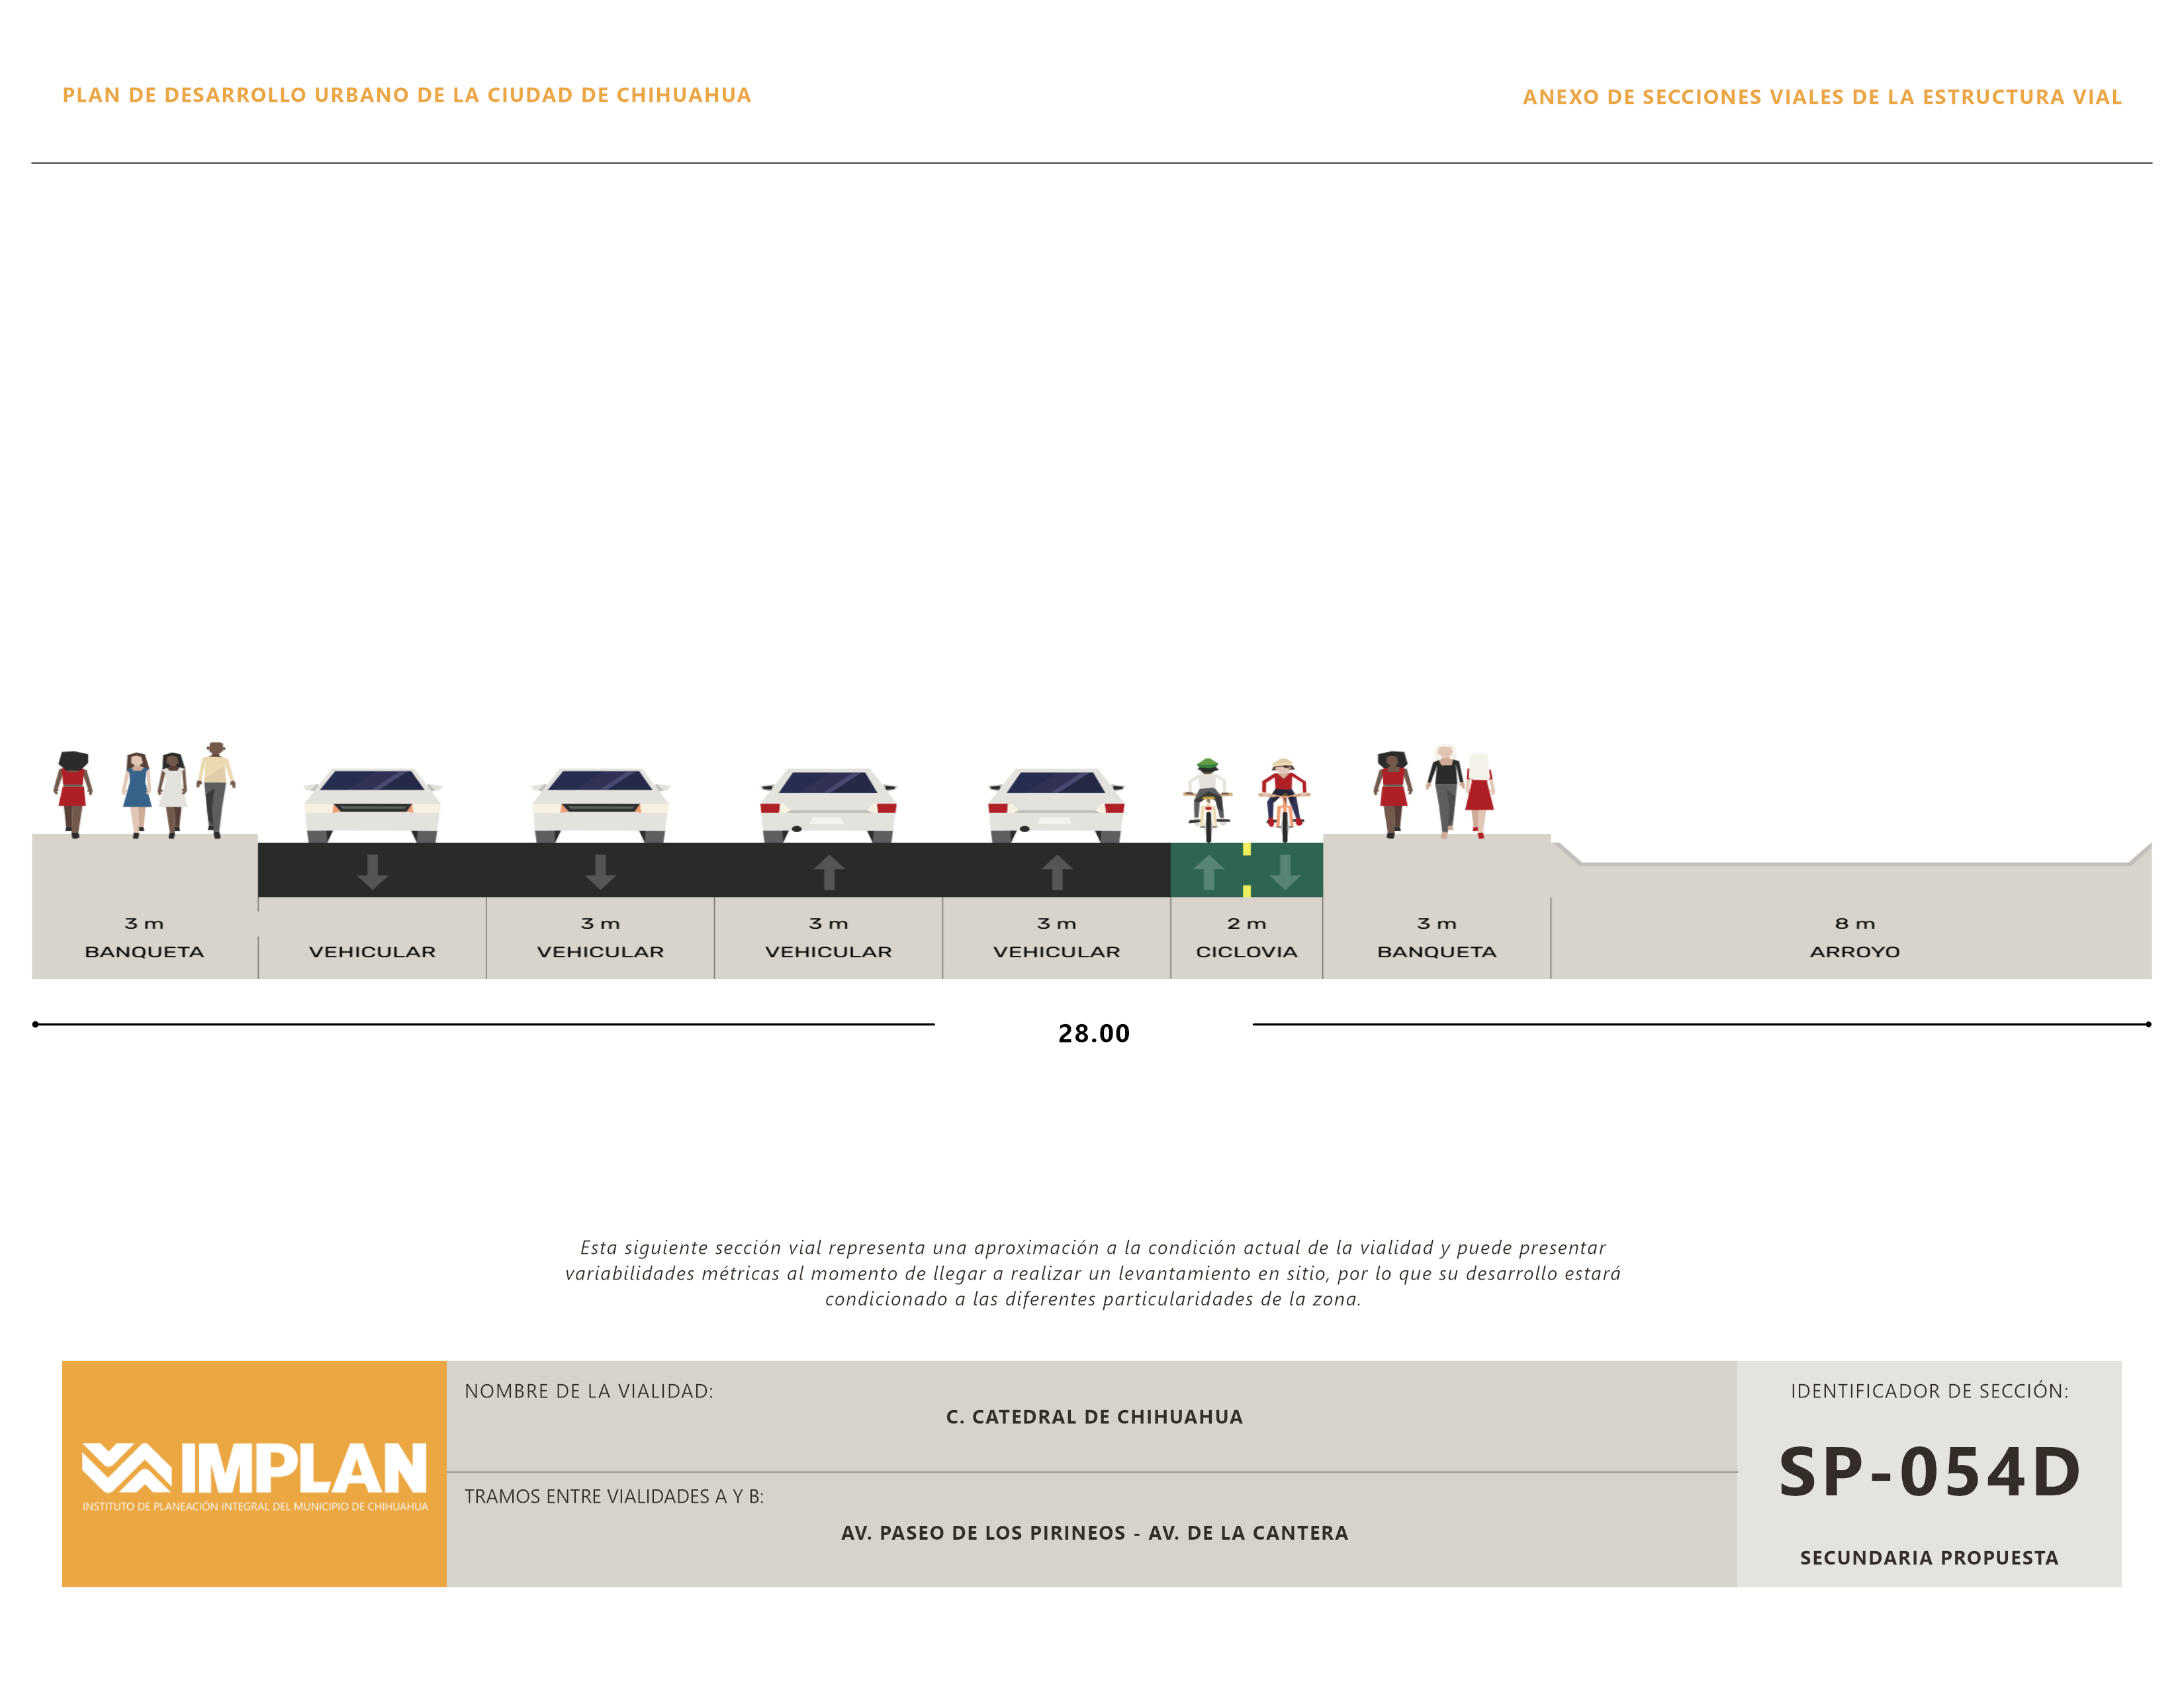 PLAN DE DESARROLLO URBANO DE LA CIUDAD DE CHIHUAHUA
ANEXO DE SECCIONES VIALES DE LA ESTRUCTURA VIAL
3 m
BANQUETA
VEHICULAR
3 m
VEHICULAR
3 m
VEHICULAR
3 m
VEHICULAR
2 m
CICLOVIA
3 m
BANQUETA
8 m
ARROYO
28.00
Esta siguiente sección vial representa una aproximación a la condición actual de la vialidad y puede presentar
variabilidades métricas al momento de llegar a realizar un levantamiento en sitio, por lo que su desarrollo estará
condicionado a las diferentes particularidades de la zona.
IMPLAN
INSTITUTO DE PLANEACIÓN INTEGRAL DEL MUNICIPIO DE CHIHUAHUA
NOMBRE DE LA VIALIDAD:
C. CATEDRAL DE CHIHUAHUA
TRAMOS ENTRE VIALIDADES A Y B:
AV. PASEO DE LOS PIRINEOS - AV. DE LA CANTERA
IDENTIFICADOR DE SECCIÓN:
SP-054D
SECUNDARIA PROPUESTA